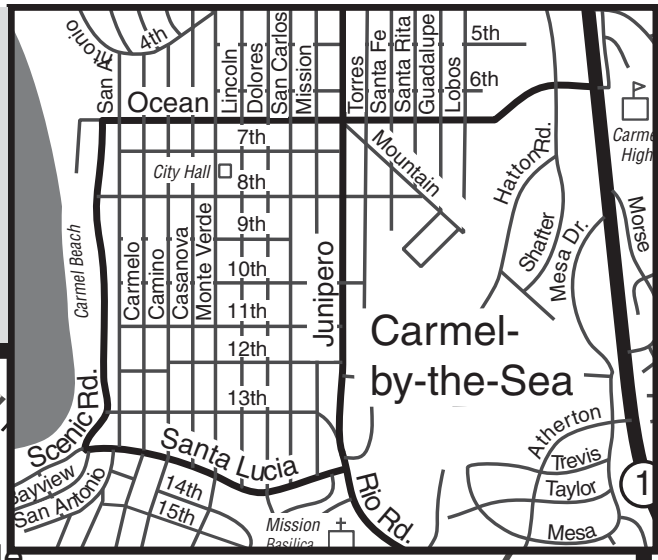 San Antonio
4th
Ocean
Lincoln
Dolores
San Carlos
Mission
Torres
Santa Fe
Santa Rita
Guadalupe
Lobos
5th
6th
7th
City Hall
8th
Mountain
Hatton Rd.
Carme
High
Carmel Beach
Carmelo
Camino
Casanova
Monte Verde
9th
10th
11th
12th
13th
Junipero
Shafter
Mesa Dr.
Morse
Carmel-
by-the-Sea
Scenic Rd.
Santa Lucia
Bayview
San Antonio
14th
15th
Mission
Basilica
Rio Rd.
Atherton
Trevis
Taylor
Mesa
1